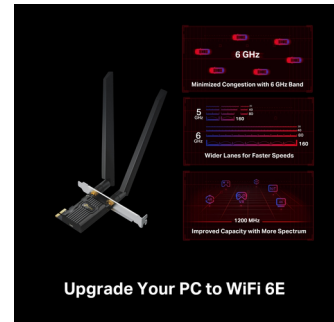 6 GHz
Minimized Congestion with 6 GHz Band
5
GHz
160
6
GHz
80
160
Wider Lanes for Faster Speeds
1200 MHz
Improved Capacity with More Spectrum
Upgrade Your PC to WiFi 6E